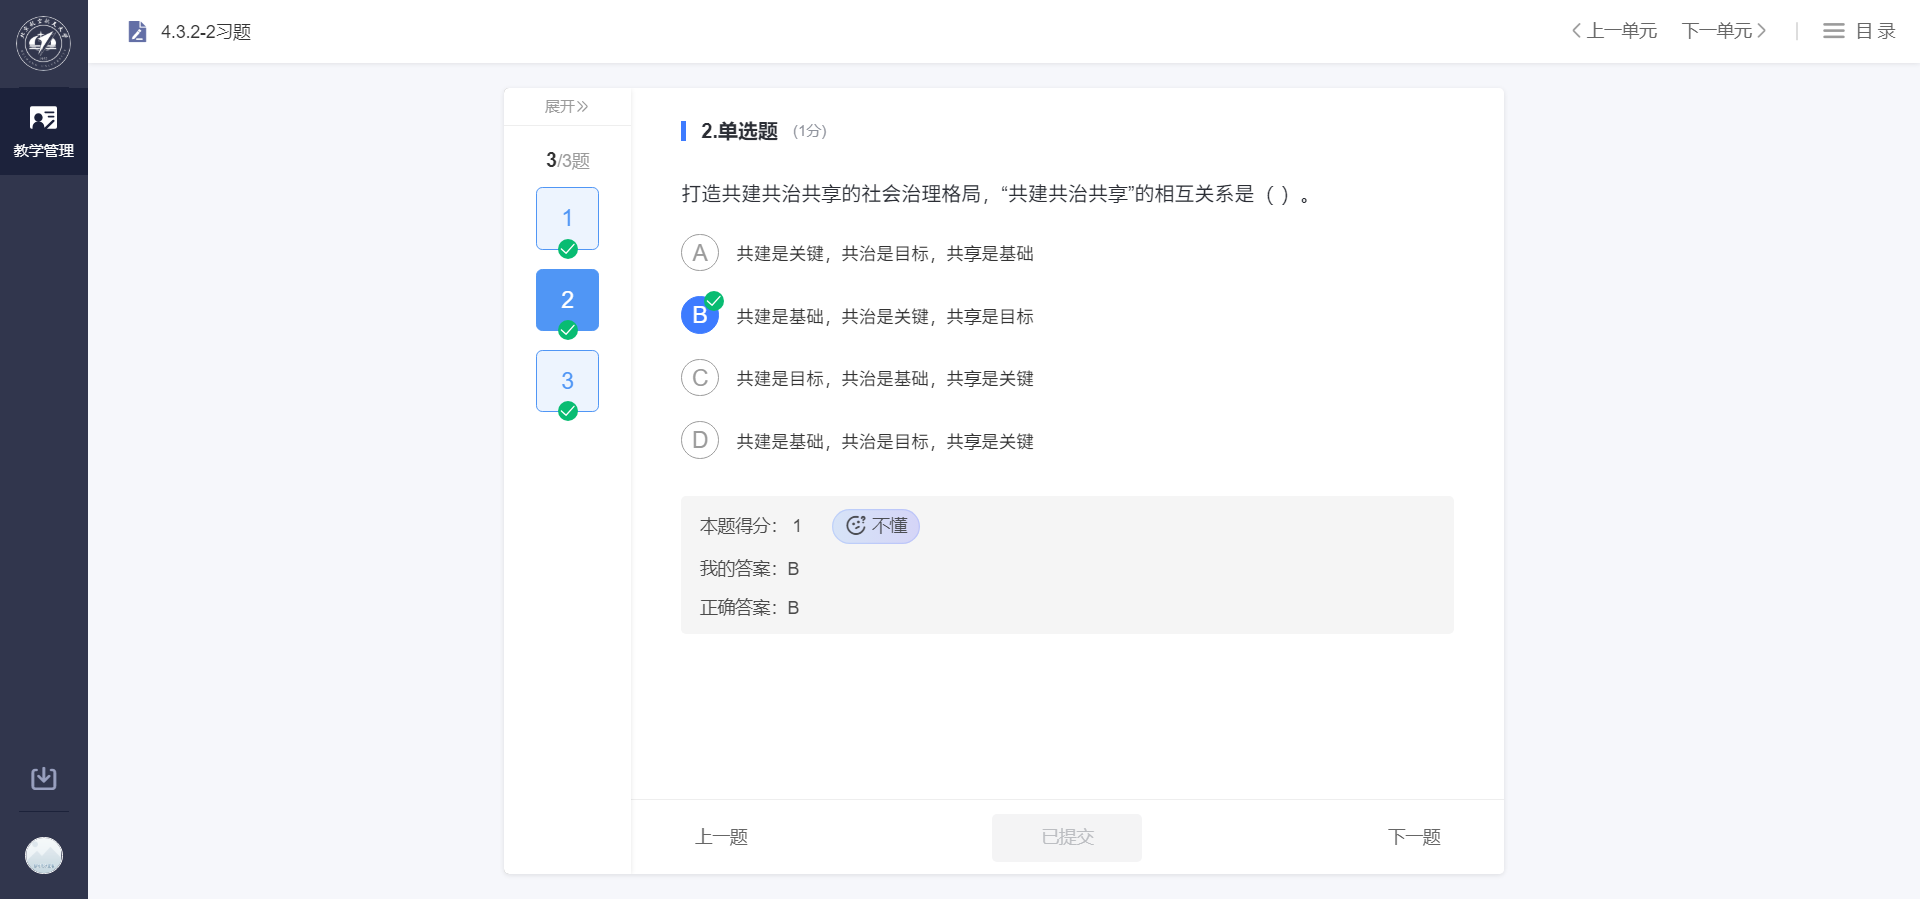 4.3.2-2习题
上一单元 下一单元 目录
教学管理
展开
3/3题
1
2
3
2.单选题 (1分)
打造共建共治共享的社会治理格局，“共建共治共享”的相互关系是（ ）。
A 共建是关键，共治是目标，共享是基础
B 共建是基础，共治是关键，共享是目标
C 共建是目标，共治是基础，共享是关键
D 共建是基础，共治是目标，共享是关键
本题得分： 1 不懂
我的答案：B
正确答案：B
上一题 已提交 下一题